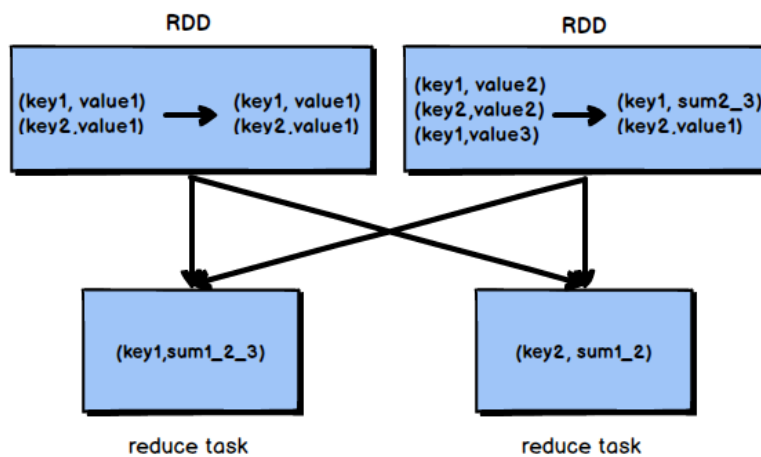 RDD
RDD
(key1, value1)
(key2,value1)
(key1, value1)
(key2,value1)
(key1, value2)
(key2,value2)
(key1,value3)
(key1, sum2_3)
(key2,value1)
(key1,sum1_2_3)
(key2, sum1_2)
reduce task
reduce task